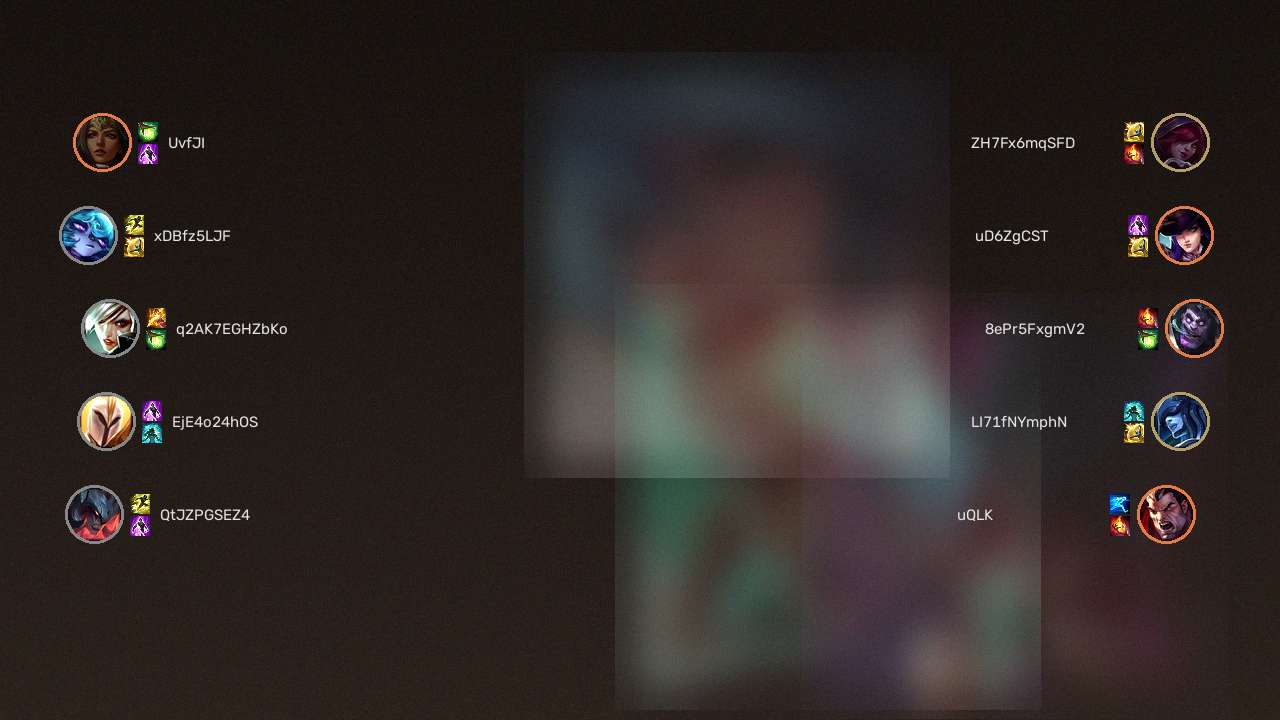 UvfJI
xDBfz5LJF
q2AK7EGHZbKo
EjE4o24hOS
QtJZPGSEZ4
ZH7Fx6mqSFD
uD6ZgCST
8ePr5FxgmV2
LI71fNYmphN
uQLK